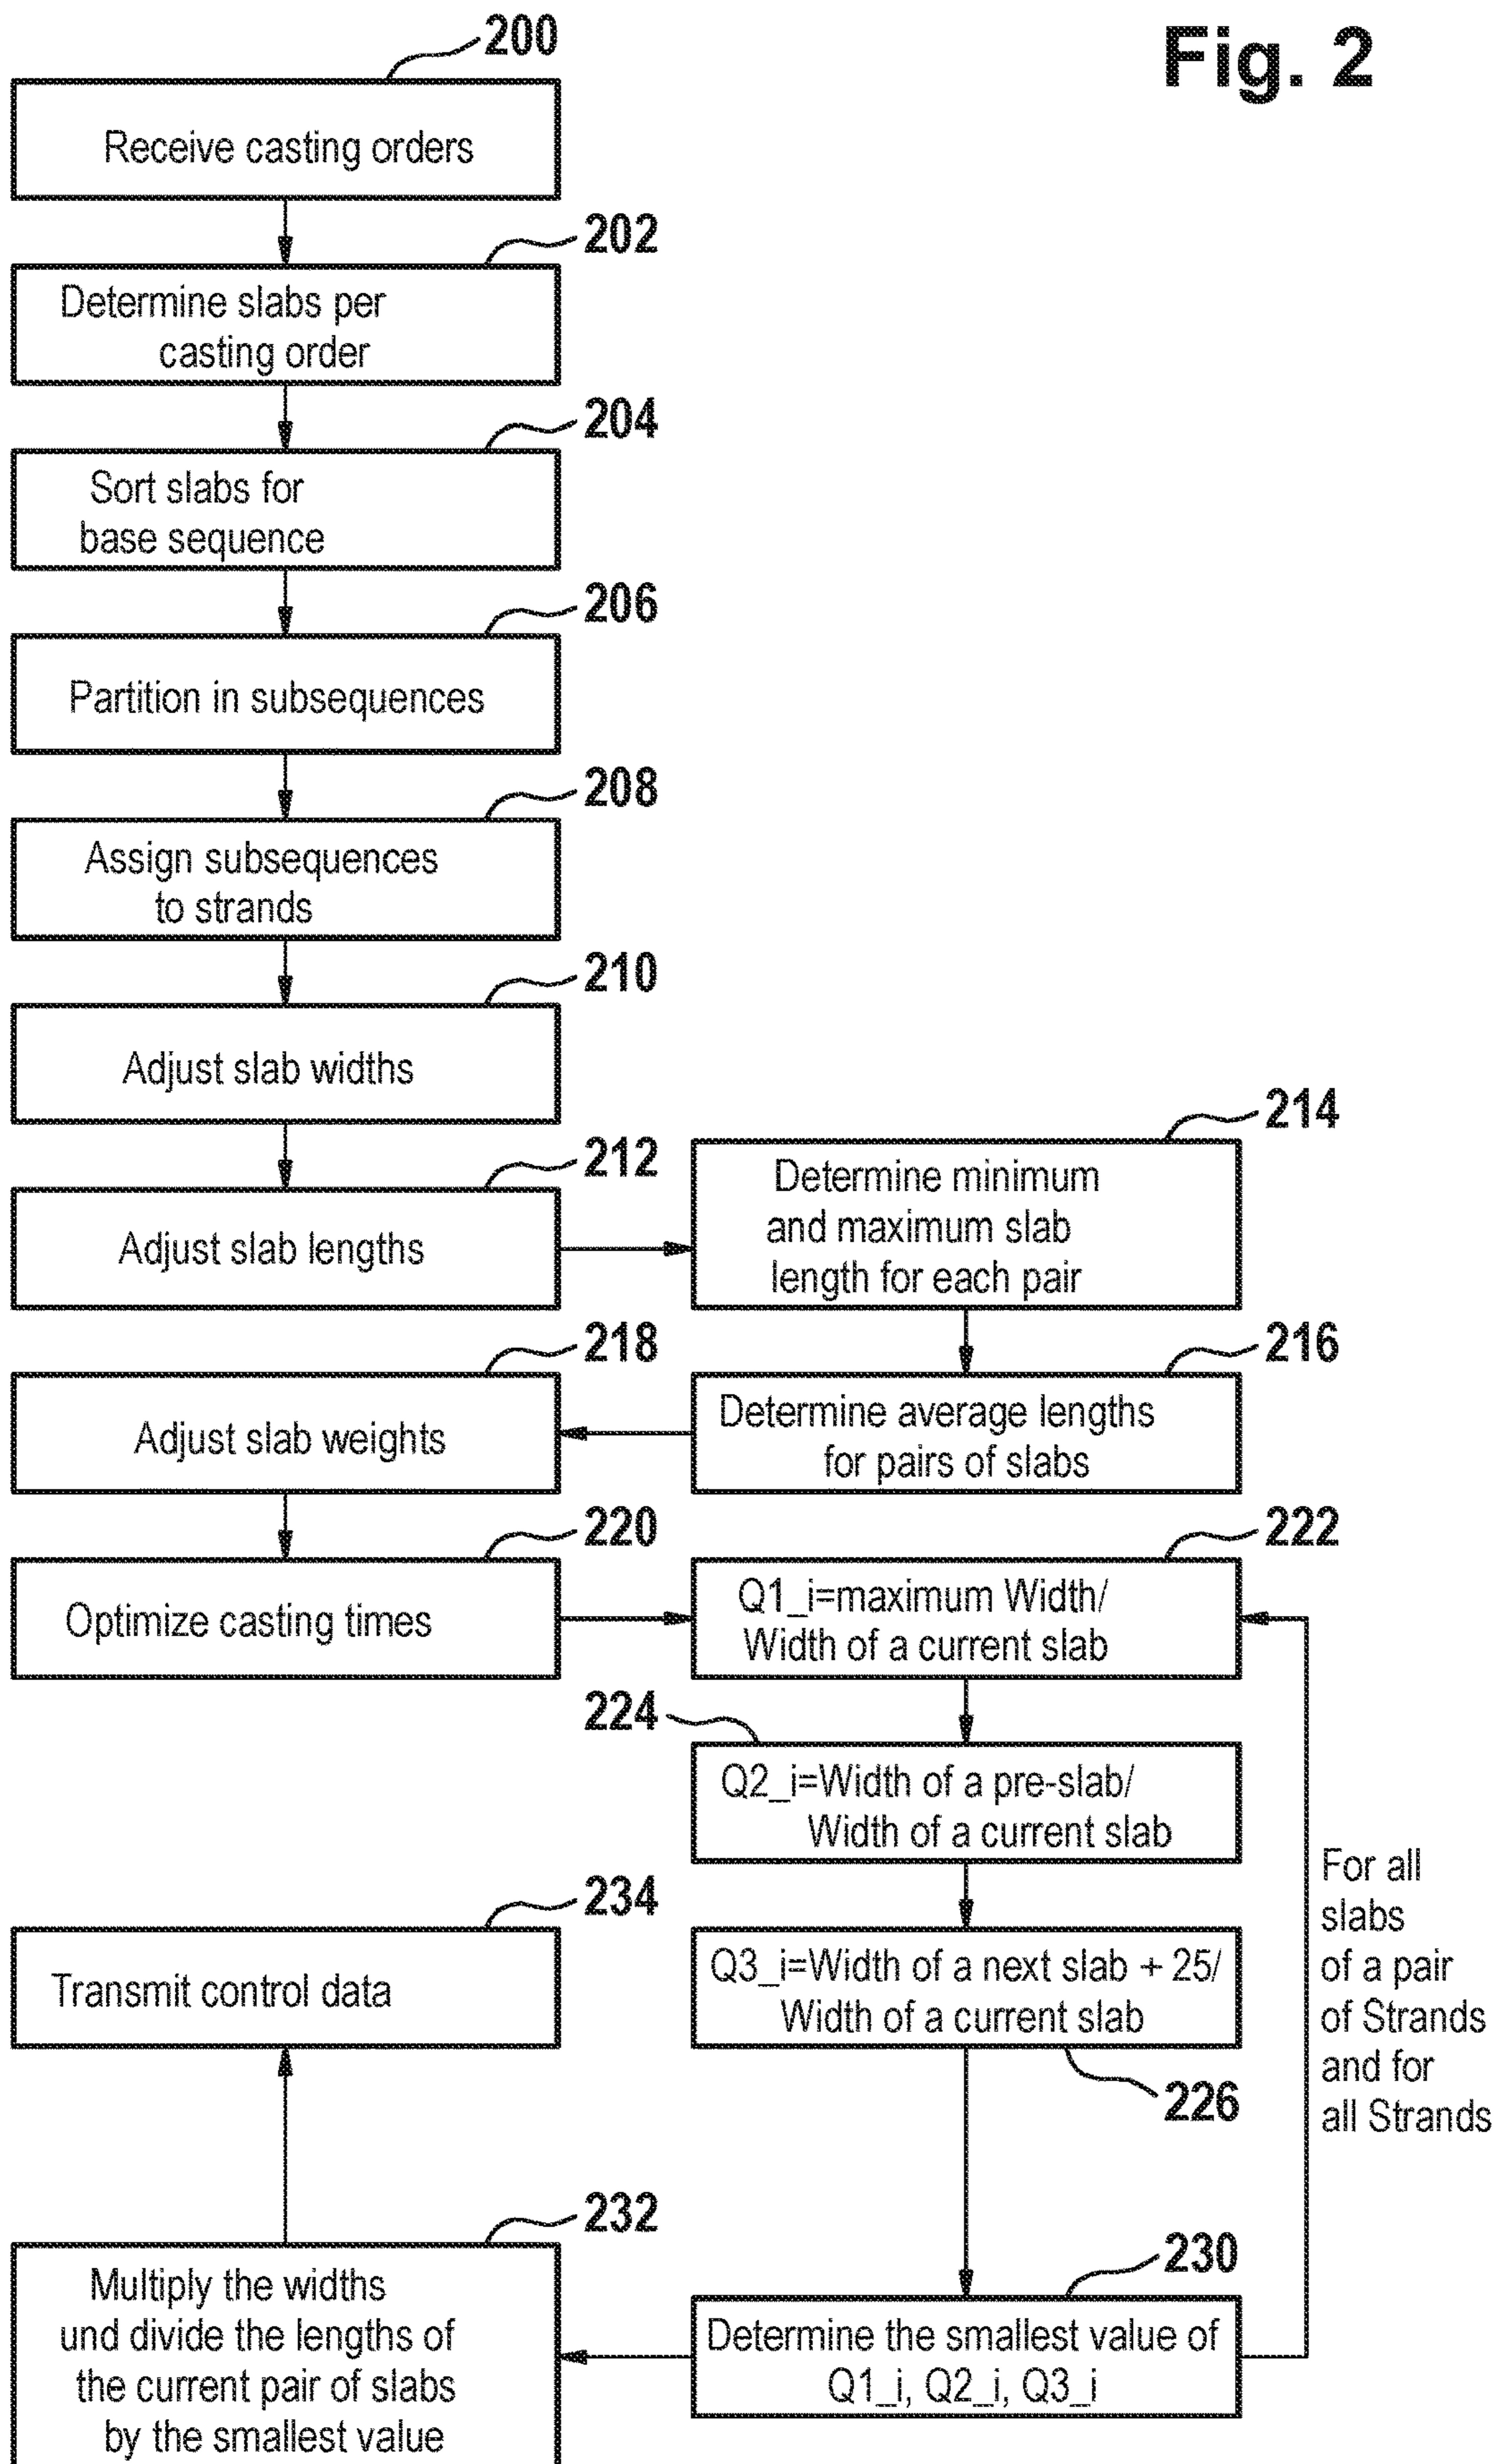 Fig. 2
200
Receive casting orders
202
Determine slabs per
casting order
204
Sort slabs for
base sequence
206
Partition in subsequences
208
Assign subsequences
to strands
210
Adjust slab widths
212
Adjust slab lengths
214
Determine minimum
and maximum slab
length for each pair
216
Determine average lengths
for pairs of slabs
218
Adjust slab weights
220
Optimize casting times
222
Q1_i=maximum Width/
Width of a current slab
224
Q2_i=Width of a pre-slab/
Width of a current slab
226
Q3_i=Width of a next slab + 25/
Width of a current slab
For all
slabs
of a pair
of Strands
and for
all Strands
230
Determine the smallest value of
Q1_i, Q2_i, Q3_i
232
Multiply the widths
und divide the lengths of
the current pair of slabs
by the smallest value
234
Transmit control data